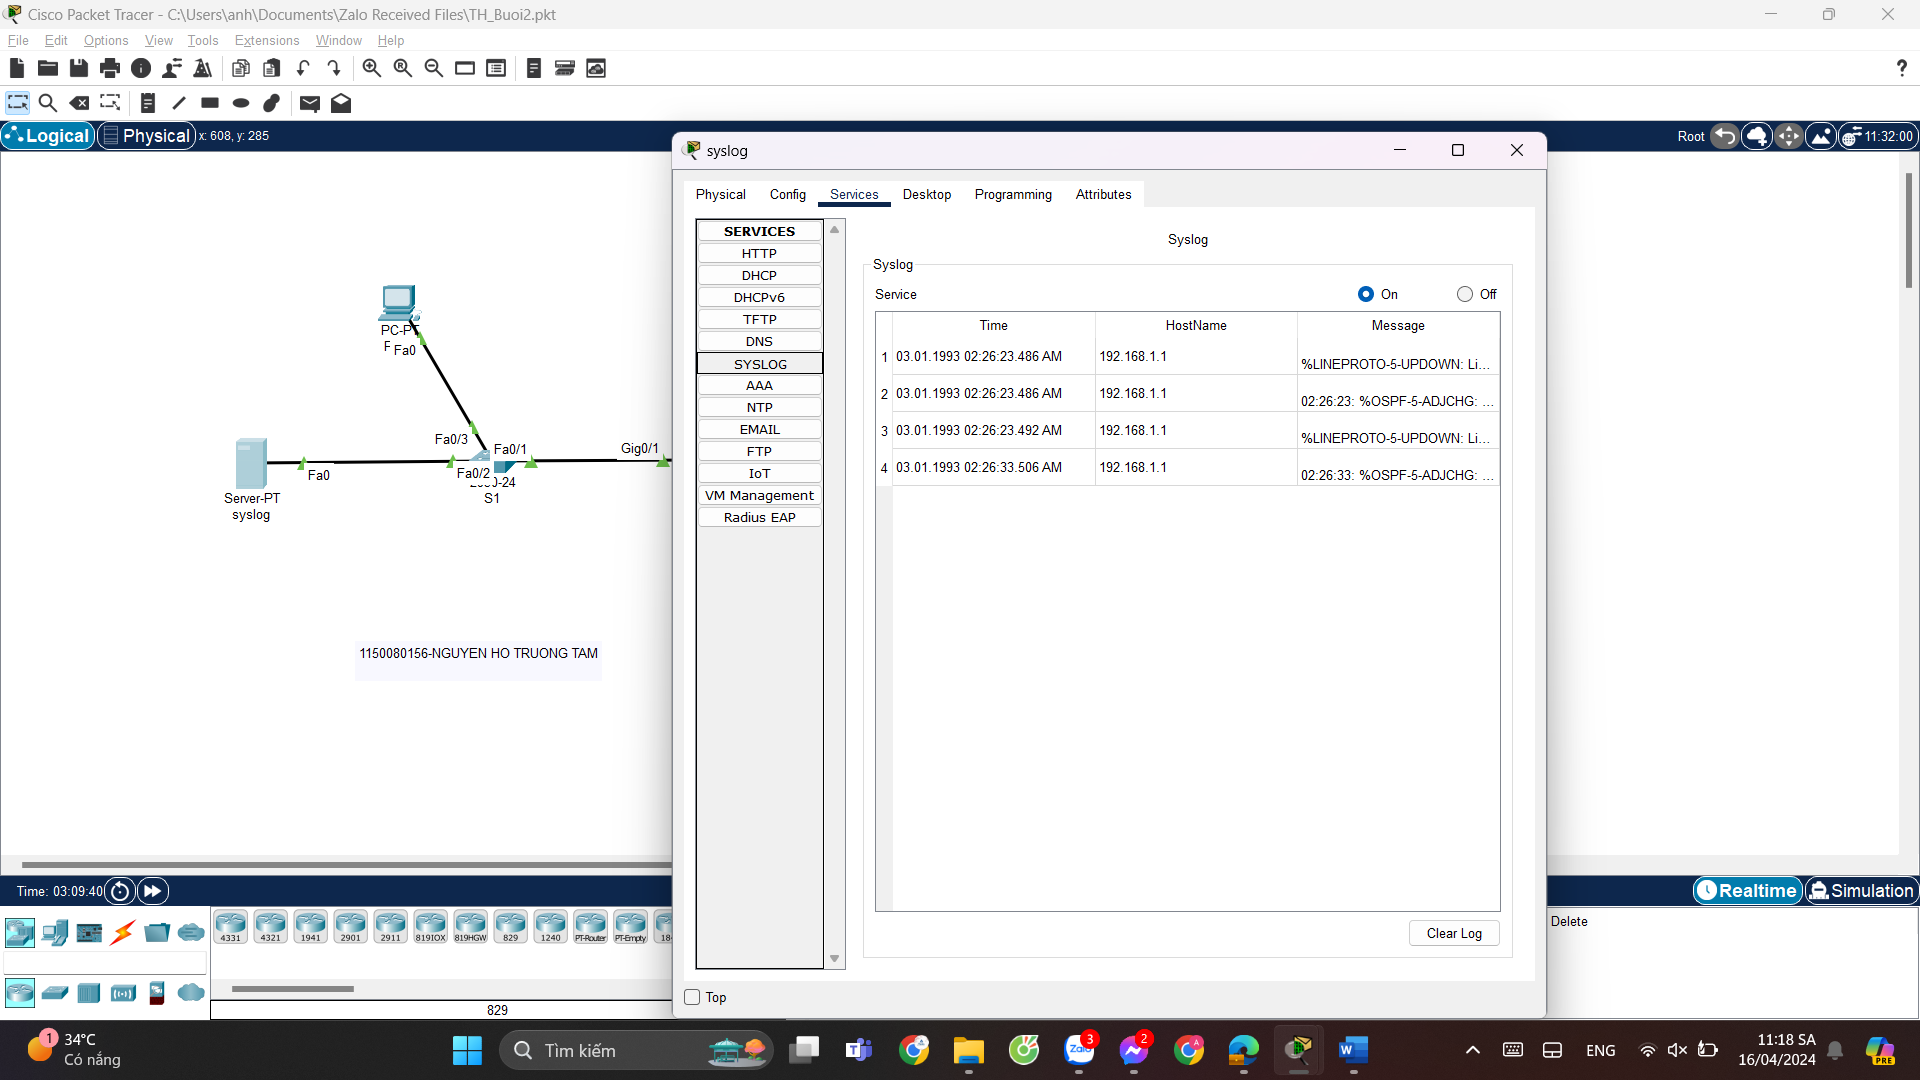 Cisco Packet Tracer - C:\Users\anh\Documents\Zalo Received Files\TH_Buoi2.pkt
File Edit Options View Tools Extensions Window Help
Logical Physical x: 608, y: 285
Root 11:32:00
syslog
Physical Config Services Desktop Programming Attributes
SERVICES
HTTP
DHCP
DHCPv6
TFTP
DNS
SYSLOG
AAA
NTP
EMAIL
FTP
IoT
VM Management
Radius EAP
Syslog
Syslog
Service On Off
Time HostName Message
1 03.01.1993 02:26:23.486 AM 192.168.1.1 %LINEPROTO-5-UPDOWN: Li...
2 03.01.1993 02:26:23.486 AM 192.168.1.1 02:26:23: %OSPF-5-ADJCHG: ...
3 03.01.1993 02:26:23.492 AM 192.168.1.1 %LINEPROTO-5-UPDOWN: Li...
4 03.01.1993 02:26:33.506 AM 192.168.1.1 02:26:33: %OSPF-5-ADJCHG: ...
Clear Log
Top
PC-PT
Fa0
Fa0/3
Fa0/1
Gig0/1
Fa0
Fa0/2
S1
Server-PT
syslog
1150080156-NGUYEN HO TRUONG TAM
Time: 03:09:40
Realtime Simulation
4331 4321 1941 2901 2911 819IOX 819HGW 829 1240 PT-Router PT-Empty
829
Delete
1
34°C
Có nắng
Tìm kiếm
3
2
ENG
11:18 SA
16/04/2024
PRE